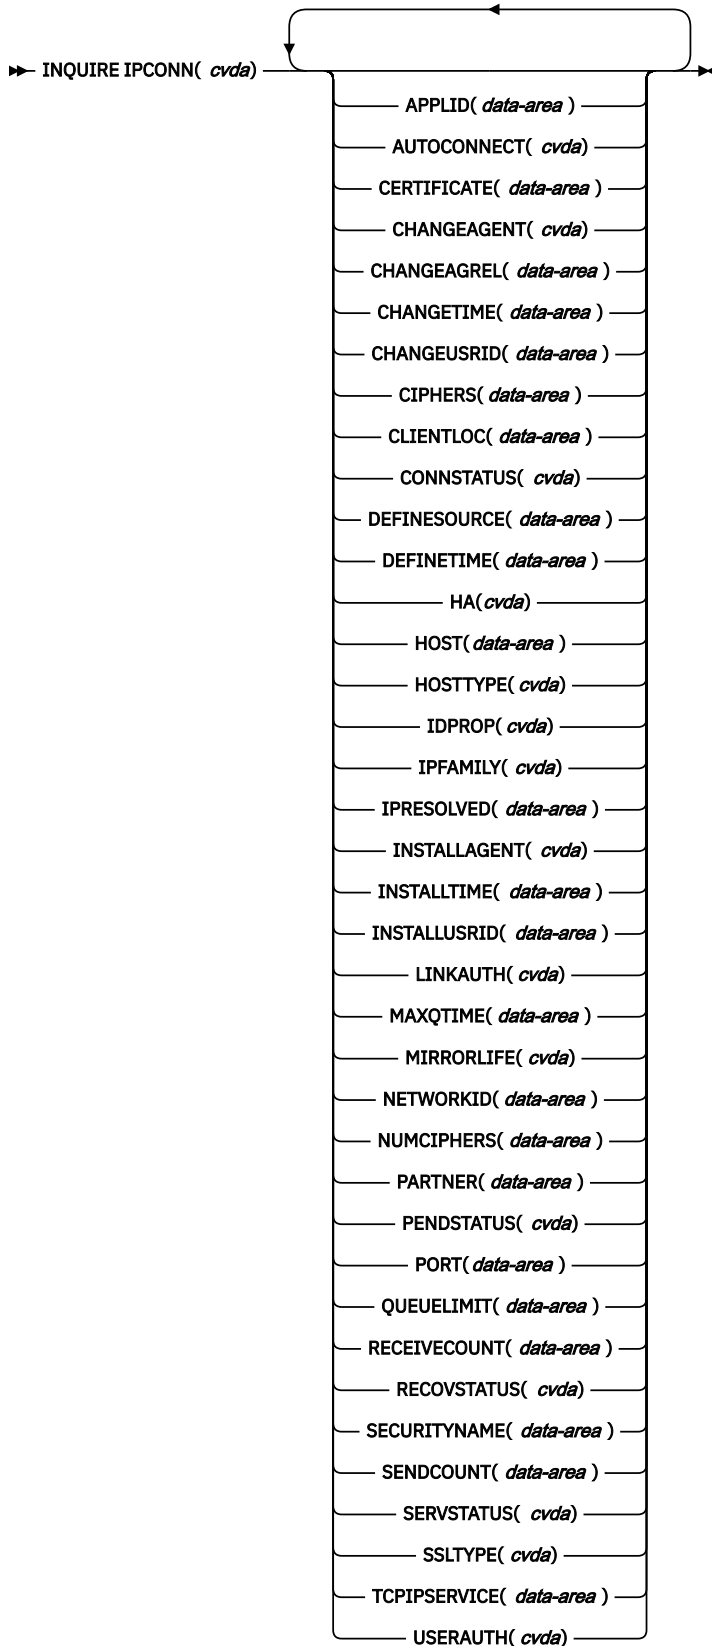 INQUIRE IPCONN( cvda)
APPLID( data-area )
AUTOCONNECT( cvda)
CERTIFICATE( data-area )
CHANGEAGENT( cvda)
CHANGEAGREL( data-area )
CHANGETIME( data-area )
CHANGEUSRID( data-area )
CIPHERS( data-area )
CLIENTLOC( data-area )
CONNSTATUS( cvda)
DEFINESOURCE( data-area )
DEFINETIME( data-area )
HA(cvda)
HOST(data-area )
HOSTTYPE( cvda)
IDPROP( cvda)
IPFAMILY( cvda)
IPRESOLVED( data-area )
INSTALLAGENT( cvda)
INSTALLTIME( data-area )
INSTALLUSRID( data-area )
LINKAUTH( cvda)
MAXQTIME( data-area )
MIRRORLIFE( cvda)
NETWORKID( data-area )
NUMCIPHERS( data-area )
PARTNER( data-area )
PENDSTATUS( cvda)
PORT(data-area )
QUEUELIMIT( data-area )
RECEIVECOUNT( data-area )
RECOVSTATUS( cvda)
SECURITYNAME( data-area )
SENDCOUNT( data-area )
SERVSTATUS( cvda)
SSLTYPE( cvda)
TCPIPSERVICE( data-area )
USERAUTH( cvda)